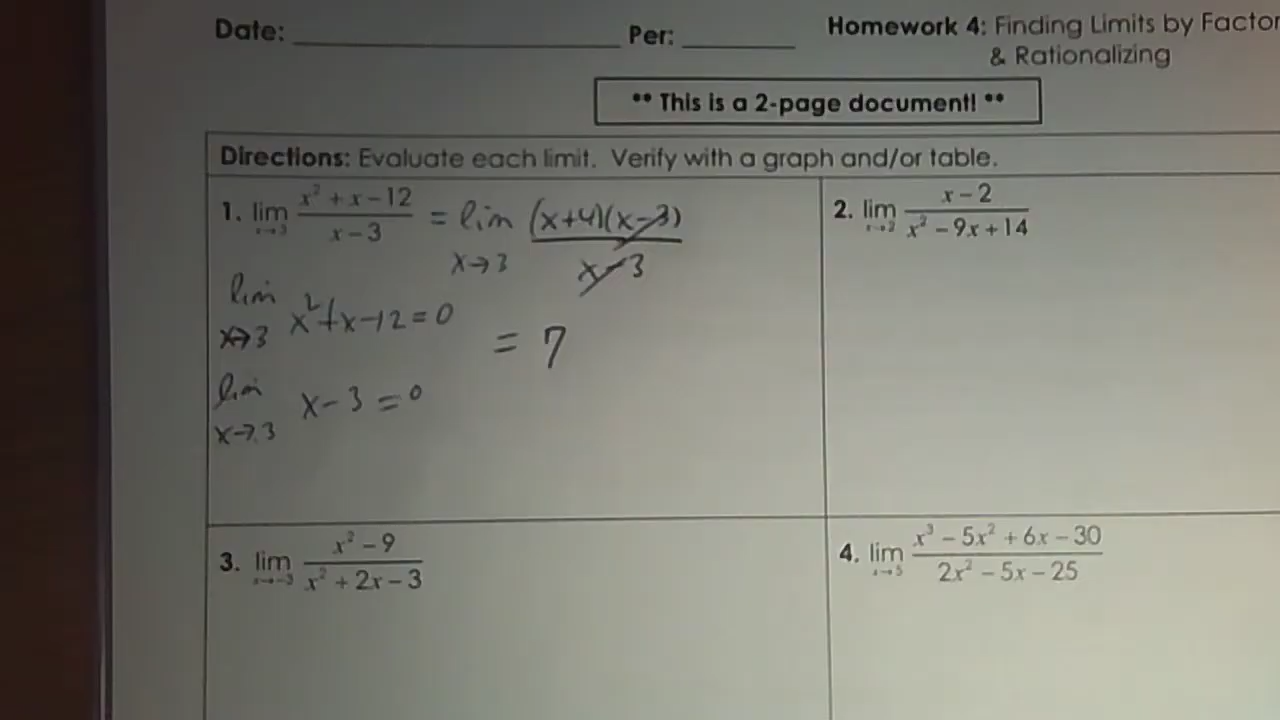 Date: ____________ Per: ______
Homework 4: Finding Limits by Factor
& Rationalizing
** This is a 2-page document! **
Directions: Evaluate each limit. Verify with a graph and/or table.
1. lim x→3 (x² + x − 12)/(x − 3) = lim x→3 (x+4)(x−3)/(x−3)
lim x→3 x²+x−12=0
= 7
lim x→3 x−3=0
2. lim x→2 (x − 2)/(x² − 9x + 14)
3. lim x→−3 (x² − 9)/(x² + 2x − 3)
4. lim x→5 (x³ − 5x² + 6x − 30)/(2x² − 5x − 25)